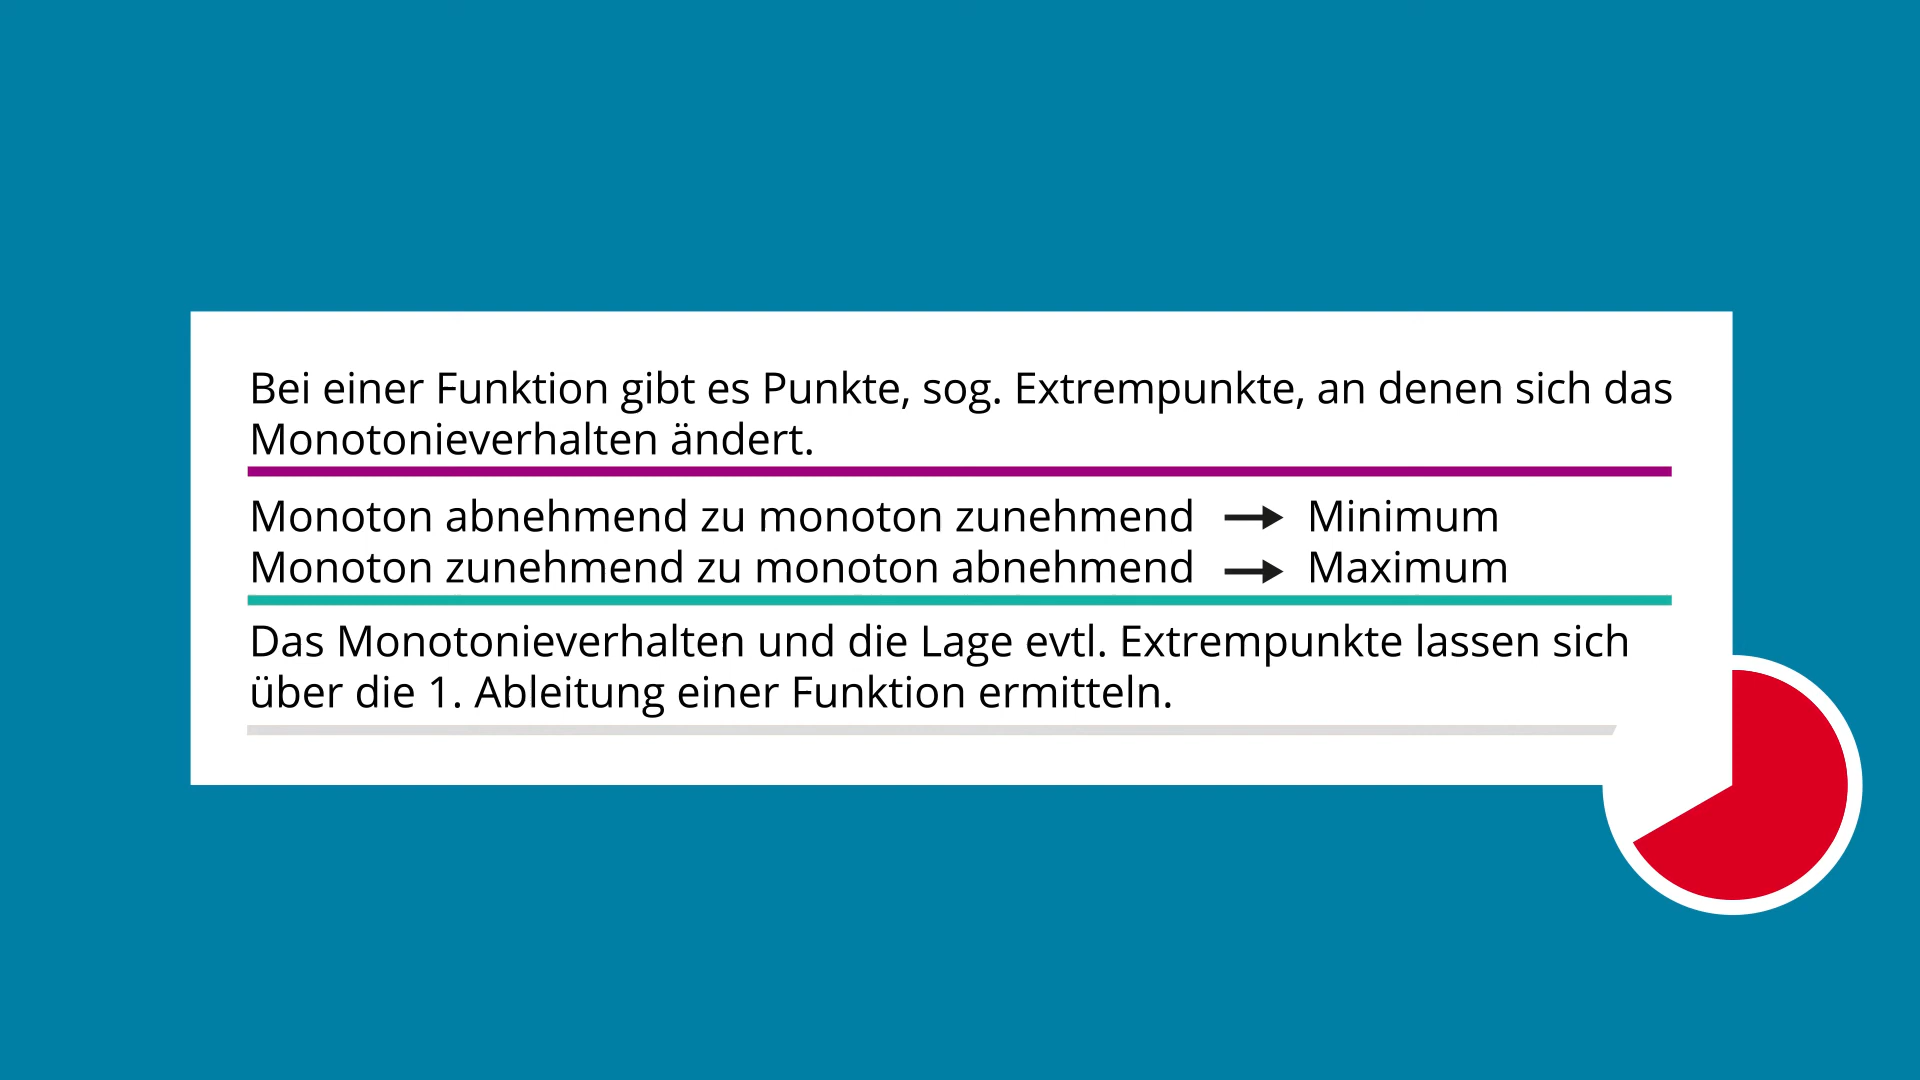 Bei einer Funktion gibt es Punkte, sog. Extrempunkte, an denen sich das
Monotonieverhalten ändert.
Monoton abnehmend zu monoton zunehmend → Minimum
Monoton zunehmend zu monoton abnehmend → Maximum
Das Monotonieverhalten und die Lage evtl. Extrempunkte lassen sich
über die 1. Ableitung einer Funktion ermitteln.